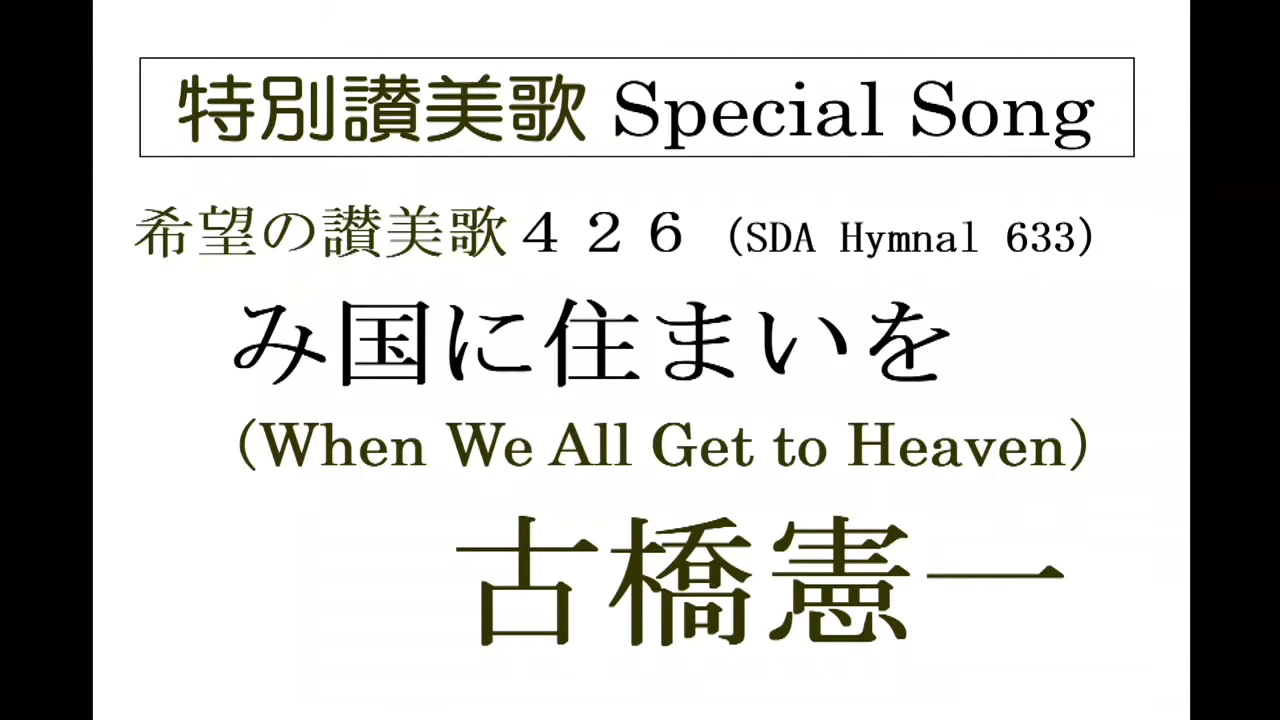 特別讃美歌 Special Song
希望の讃美歌４２６ (SDA Hymnal 633)
み国に住まいを
(When We All Get to Heaven)
古橋憲一